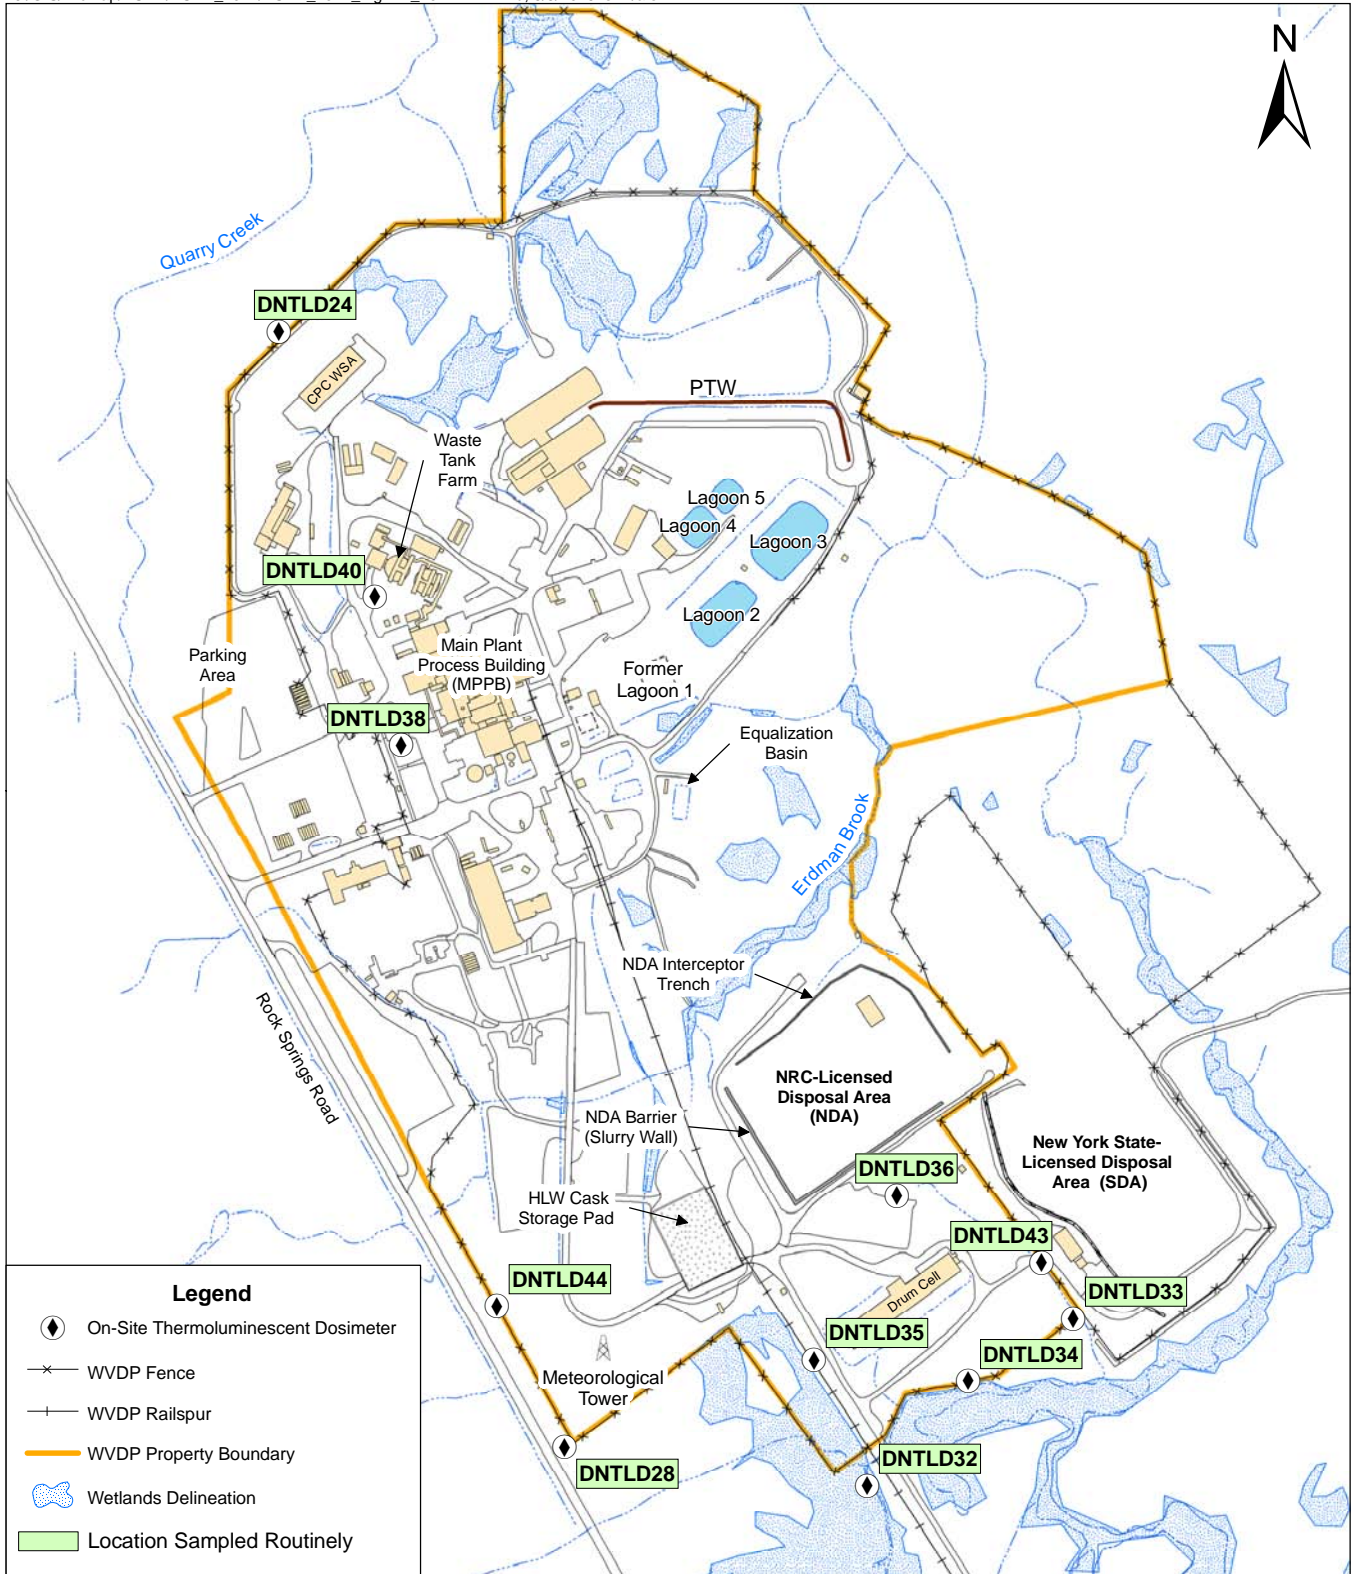 N
Quarry Creek
DNTLD24
CPC WSA
PTW
Waste
Tank
Farm
Lagoon 5
Lagoon 4
Lagoon 3
DNTLD40
Lagoon 2
Parking
Area
Main Plant
Process Building
(MPPB)
Former
Lagoon 1
DNTLD38
Equalization
Basin
Erdman Brook
NDA Interceptor
Trench
Rock Springs Road
NRC-Licensed
Disposal Area
(NDA)
NDA Barrier
(Slurry Wall)
New York State-
Licensed Disposal
Area (SDA)
DNTLD36
HLW Cask
Storage Pad
DNTLD43
DNTLD44
Drum Cell
DNTLD33
DNTLD35
DNTLD34
Meteorological
Tower
DNTLD28
DNTLD32
Legend
On-Site Thermoluminescent Dosimeter
WVDP Fence
WVDP Railspur
WVDP Property Boundary
Wetlands Delineation
Location Sampled Routinely